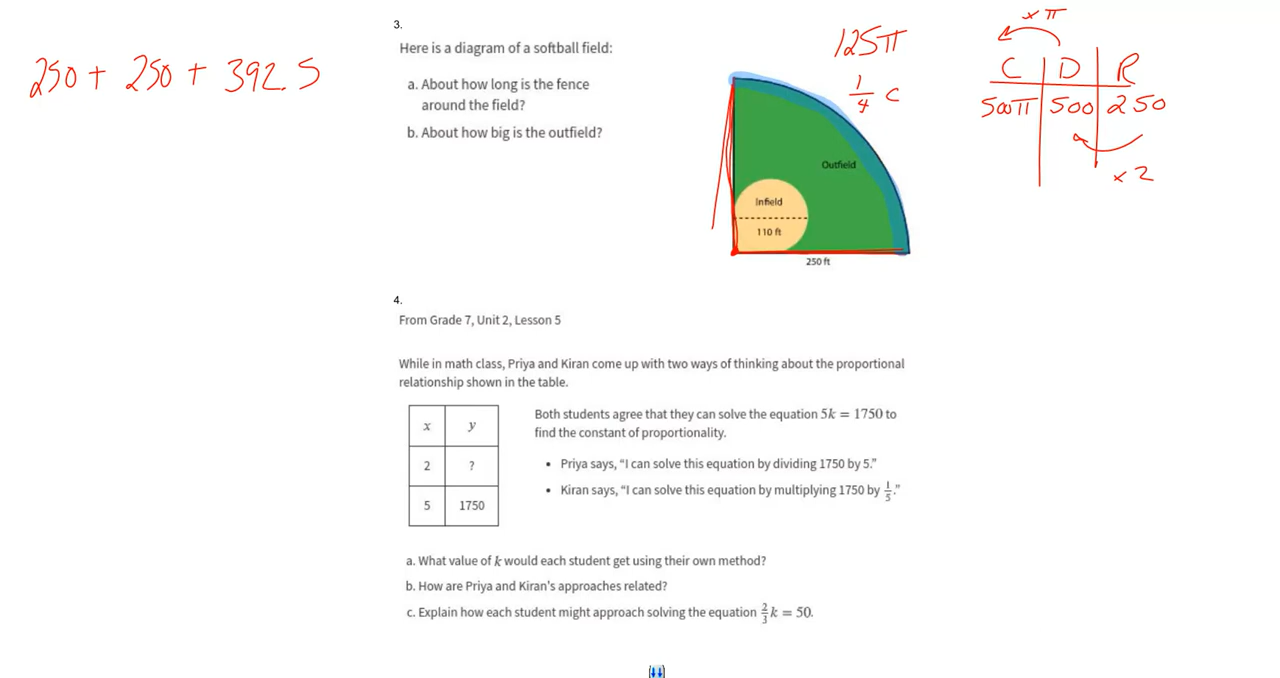 250 + 250 + 392.5
3.
Here is a diagram of a softball field:
a. About how long is the fence
around the field?
b. About how big is the outfield?
125π
1/4 C
Outfield
Infield
110 ft
250 ft
x π
C D R
500π 500 250
x 2
4.
From Grade 7, Unit 2, Lesson 5
While in math class, Priya and Kiran come up with two ways of thinking about the proportional
relationship shown in the table.
x y
2 ?
5 1750
Both students agree that they can solve the equation 5k = 1750 to
find the constant of proportionality.
• Priya says, “I can solve this equation by dividing 1750 by 5.”
• Kiran says, “I can solve this equation by multiplying 1750 by 1/5.”
a. What value of k would each student get using their own method?
b. How are Priya and Kiran's approaches related?
c. Explain how each student might approach solving the equation 2/3k = 50.